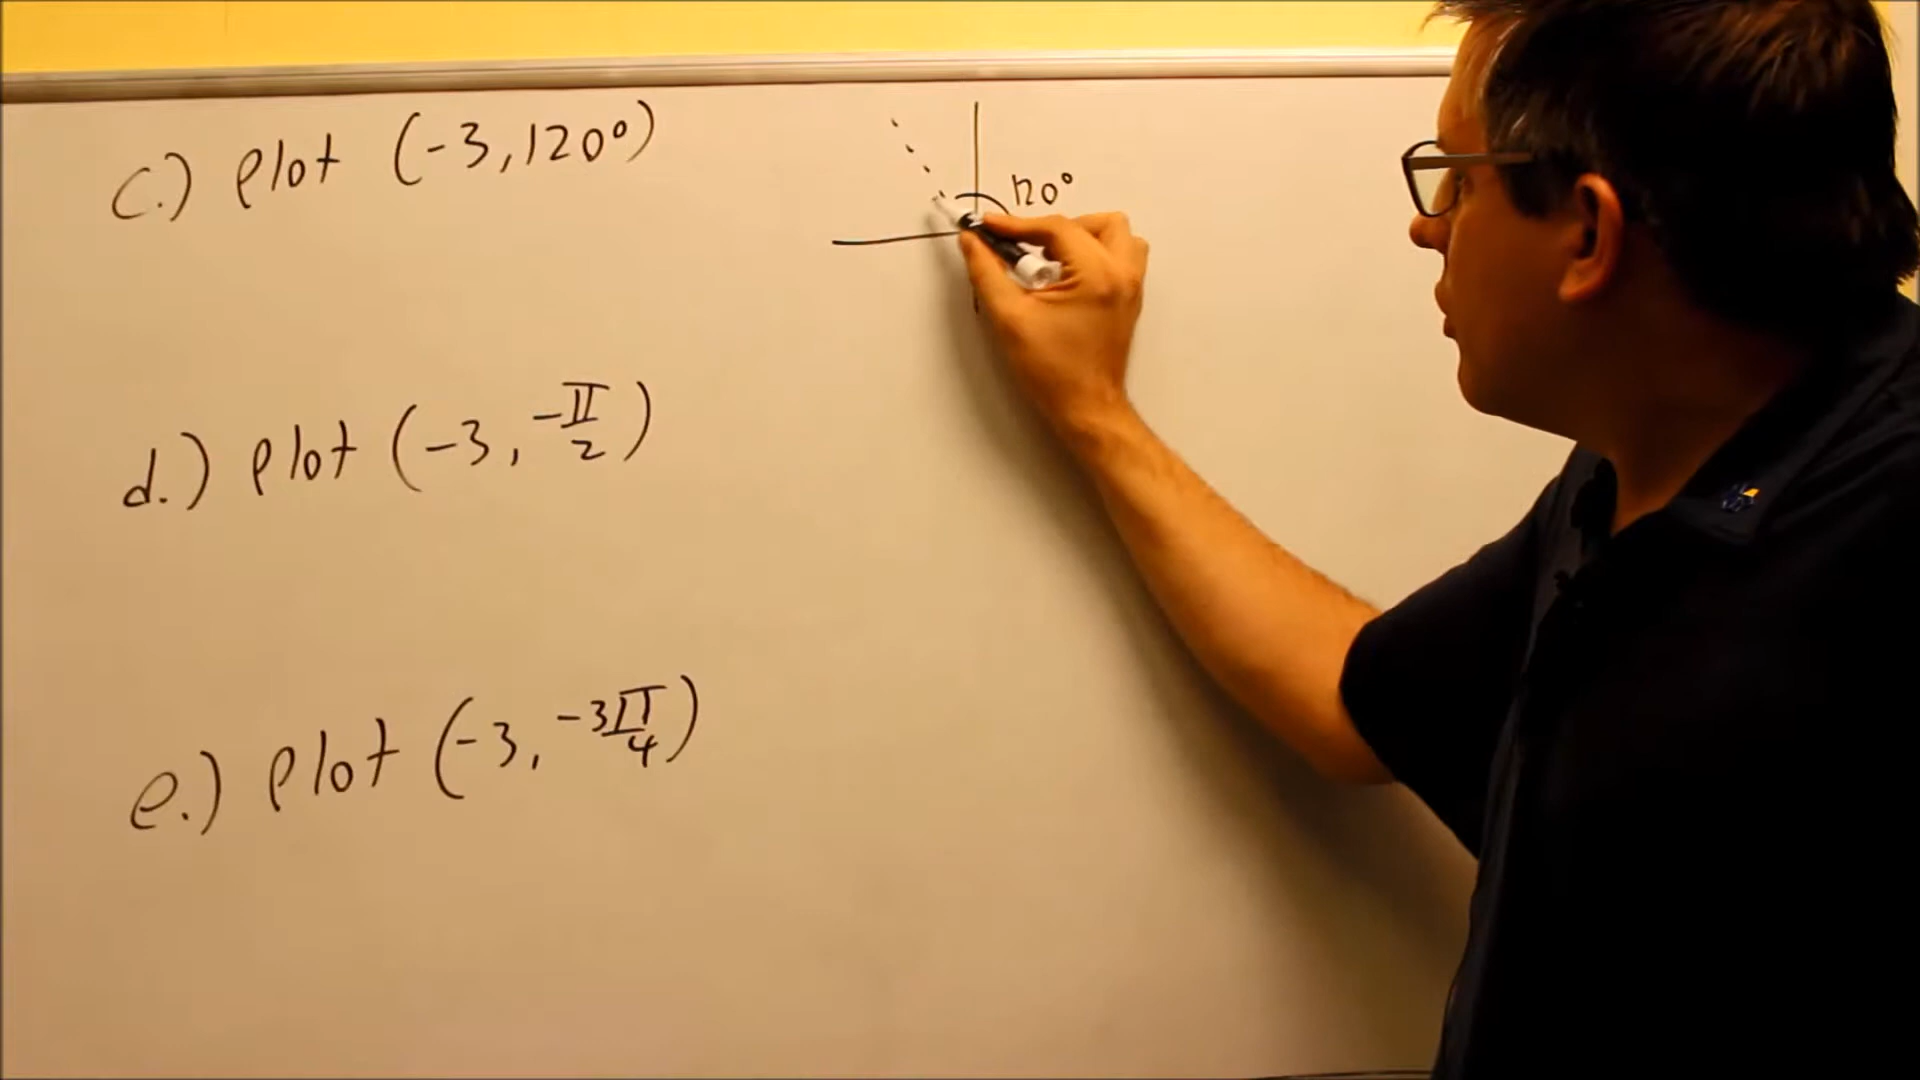 c.) plot (-3, 120°)
120°
d.) plot (-3, -π/2)
e.) plot (-3, -3π/4)